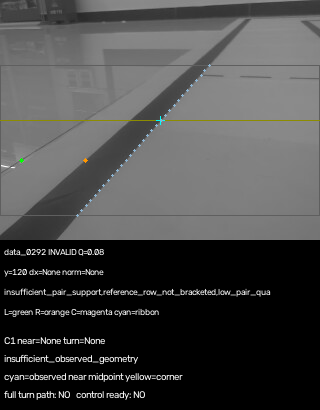 data_0292 INVALID Q=0.08
y=120 dx=None norm=None
insufficient_pair_support,reference_row_not_bracketed,low_pair_qua
L=green R=orange C=magenta cyan=ribbon
C1 near=None turn=None
insufficient_observed_geometry
cyan=observed near midpoint yellow=corner
full turn path: NO control ready: NO